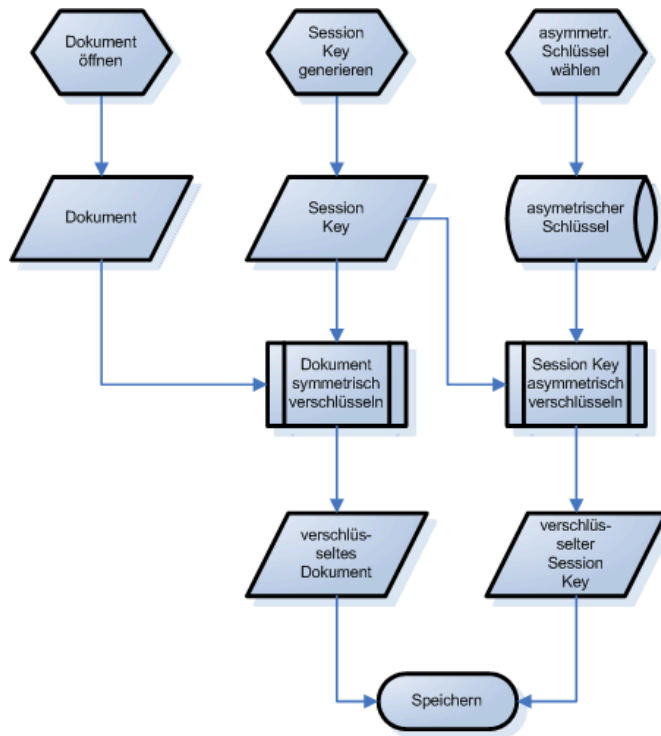 Dokument
öffnen
Session
Key
generieren
asymmetr.
Schlüssel
wählen
Dokument
Session
Key
asymetrischer
Schlüssel
Dokument
symmetrisch
verschlüsseln
Session Key
asymmetrisch
verschlüsseln
verschlüs-
seltes
Dokument
verschlüs-
selter
Session
Key
Speichern